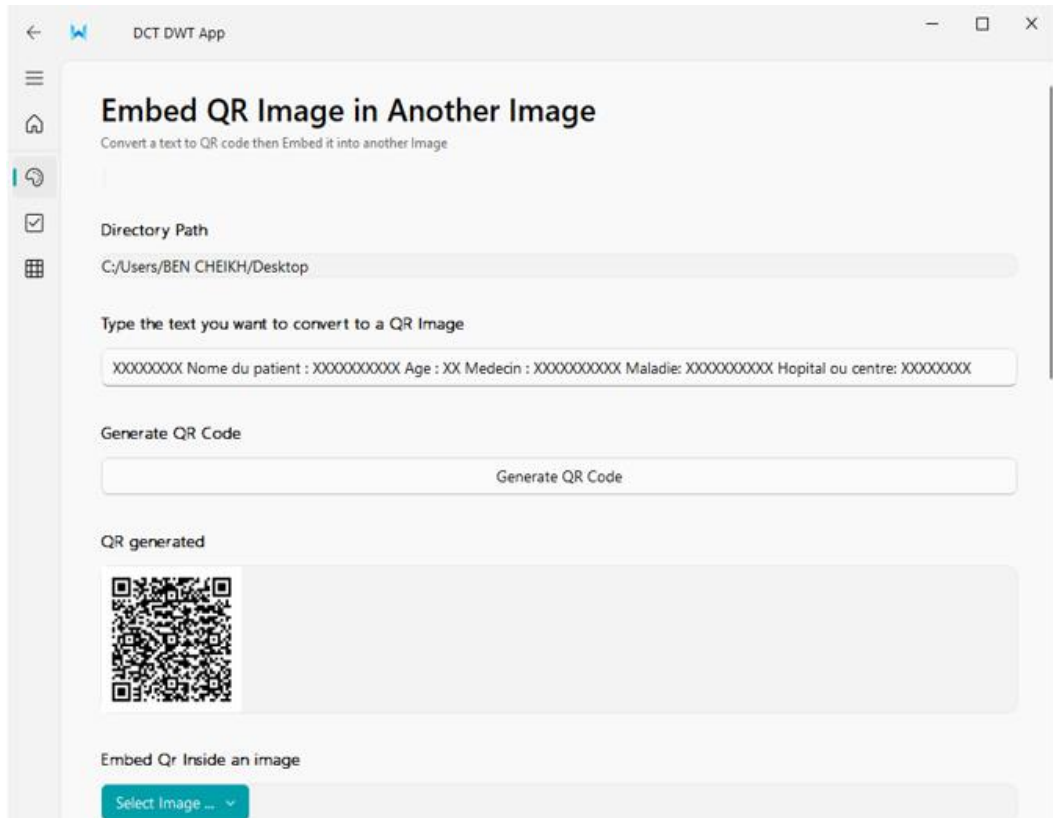 DCT DWT App
Embed QR Image in Another Image
Convert a text to QR code then Embed it into another Image
Directory Path
C:/Users/BEN CHEIKH/Desktop
Type the text you want to convert to a QR Image
XXXXXXXX Nome du patient : XXXXXXXXXX Age : XX Medecin : XXXXXXXXXX Maladie: XXXXXXXXXX Hopital ou centre: XXXXXXXX
Generate QR Code
Generate QR Code
QR generated
Embed Qr Inside an image
Select Image ...